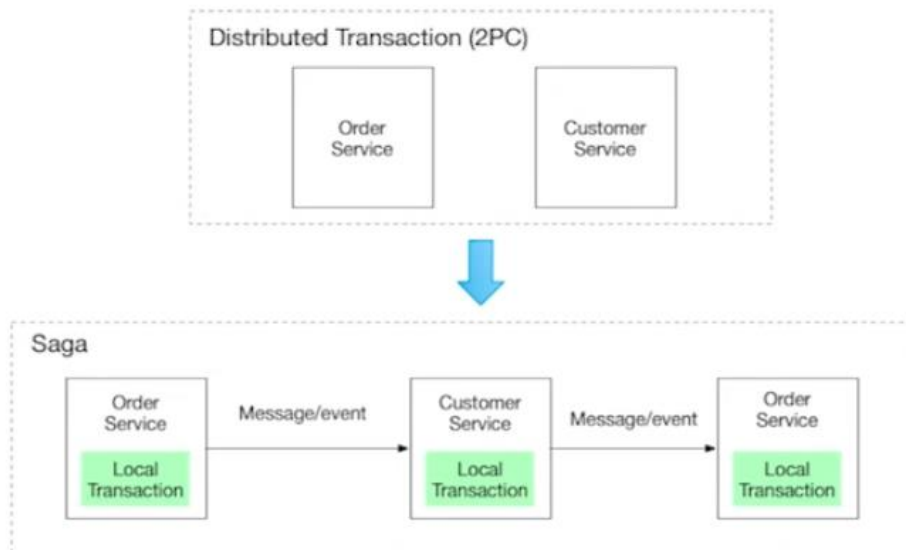 Distributed Transaction (2PC)
Order
Service
Customer
Service
Saga
Order
Service
Local
Transaction
Message/event
Customer
Service
Local
Transaction
Message/event
Order
Service
Local
Transaction